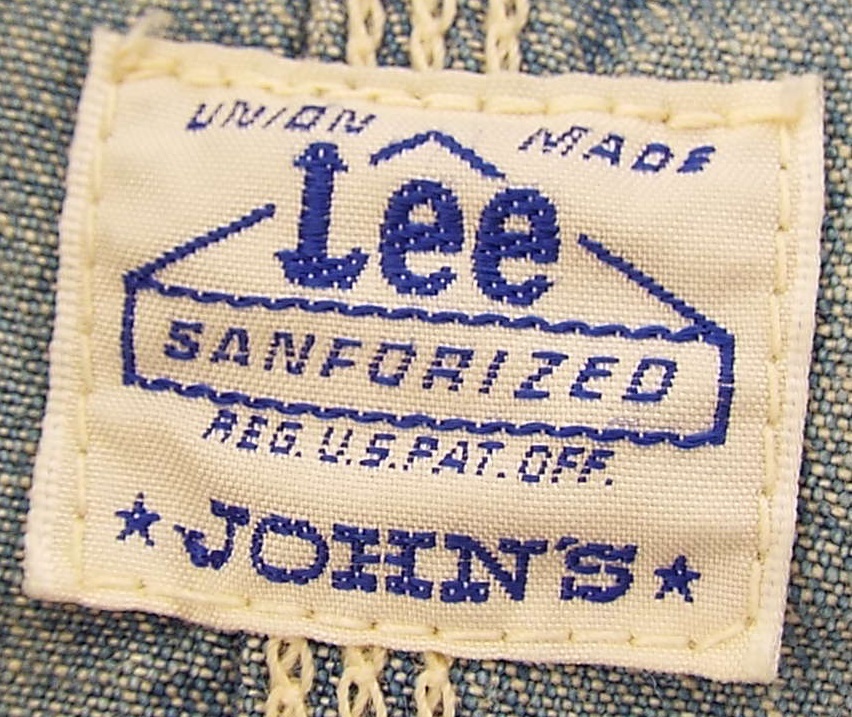 UNION MADE
Lee
SANFORIZED
REG. U.S. PAT. OFF.
★ JOHN'S ★